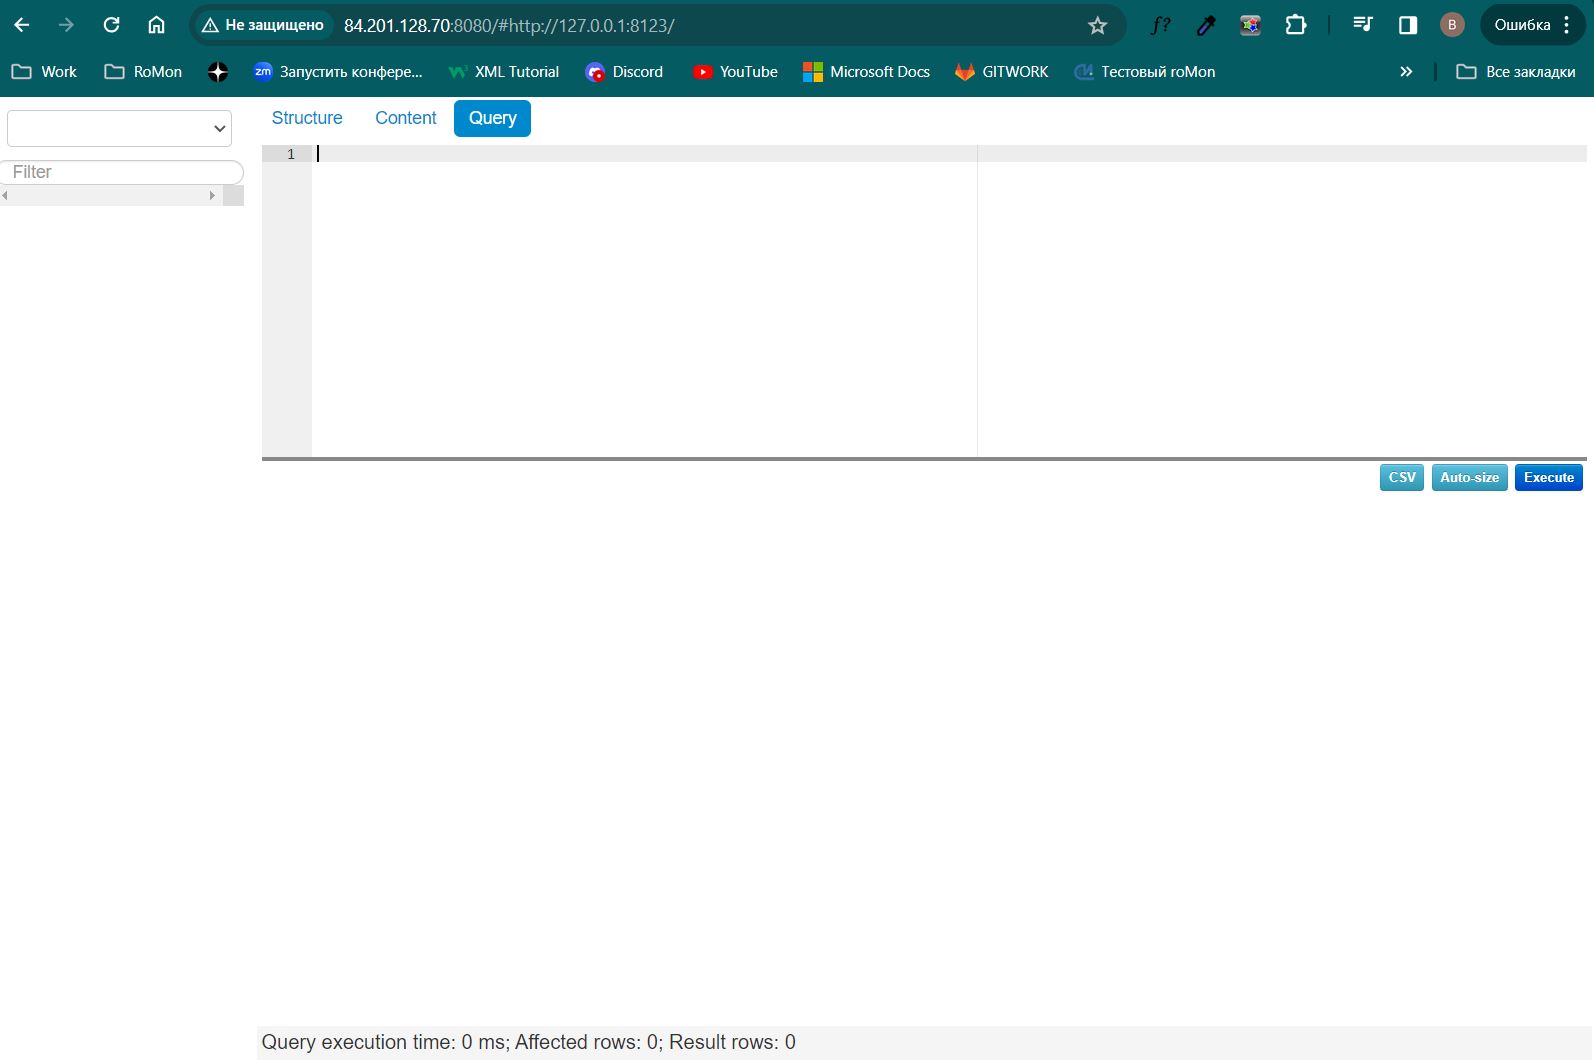 Не защищено 84.201.128.70:8080/#http://127.0.0.1:8123/ f? B Ошибка
Work RoMon zm Запустить конфере... XML Tutorial Discord YouTube Microsoft Docs GITWORK Тестовый roMon » Все закладки
Structure Content Query
Filter
1
CSV Auto-size Execute
Query execution time: 0 ms; Affected rows: 0; Result rows: 0